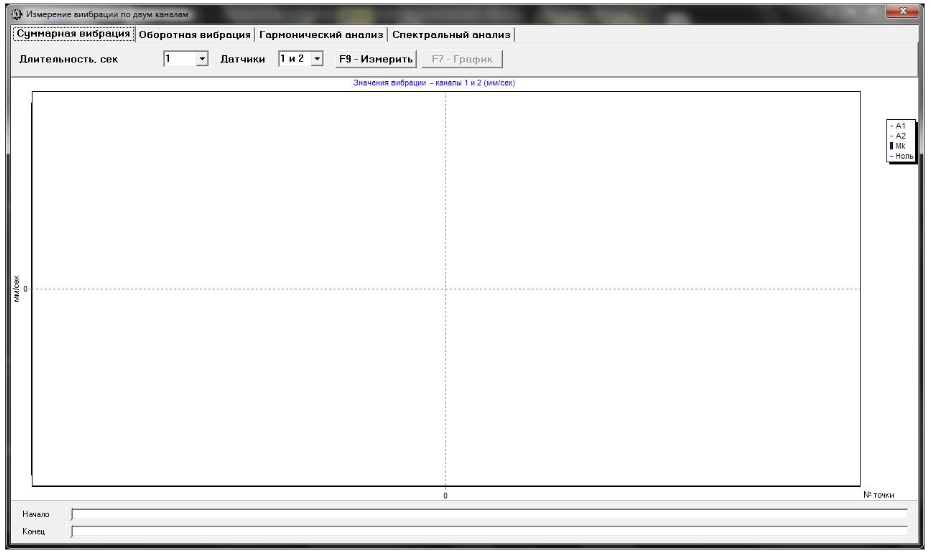 Измерение виибрации по двум каналам
Суммарная вибрация Оборотная вибрация Гармонический анализ Спектральный анализ
Длительность, сек 1 Датчики 1 и 2 F9 - Измерить F7 - График
Значения вибрации - каналы 1 и 2 (мм/сек)
A1
A2
Mk
Ноль
мм/сек
0
0
№ точки
Начало
Конец